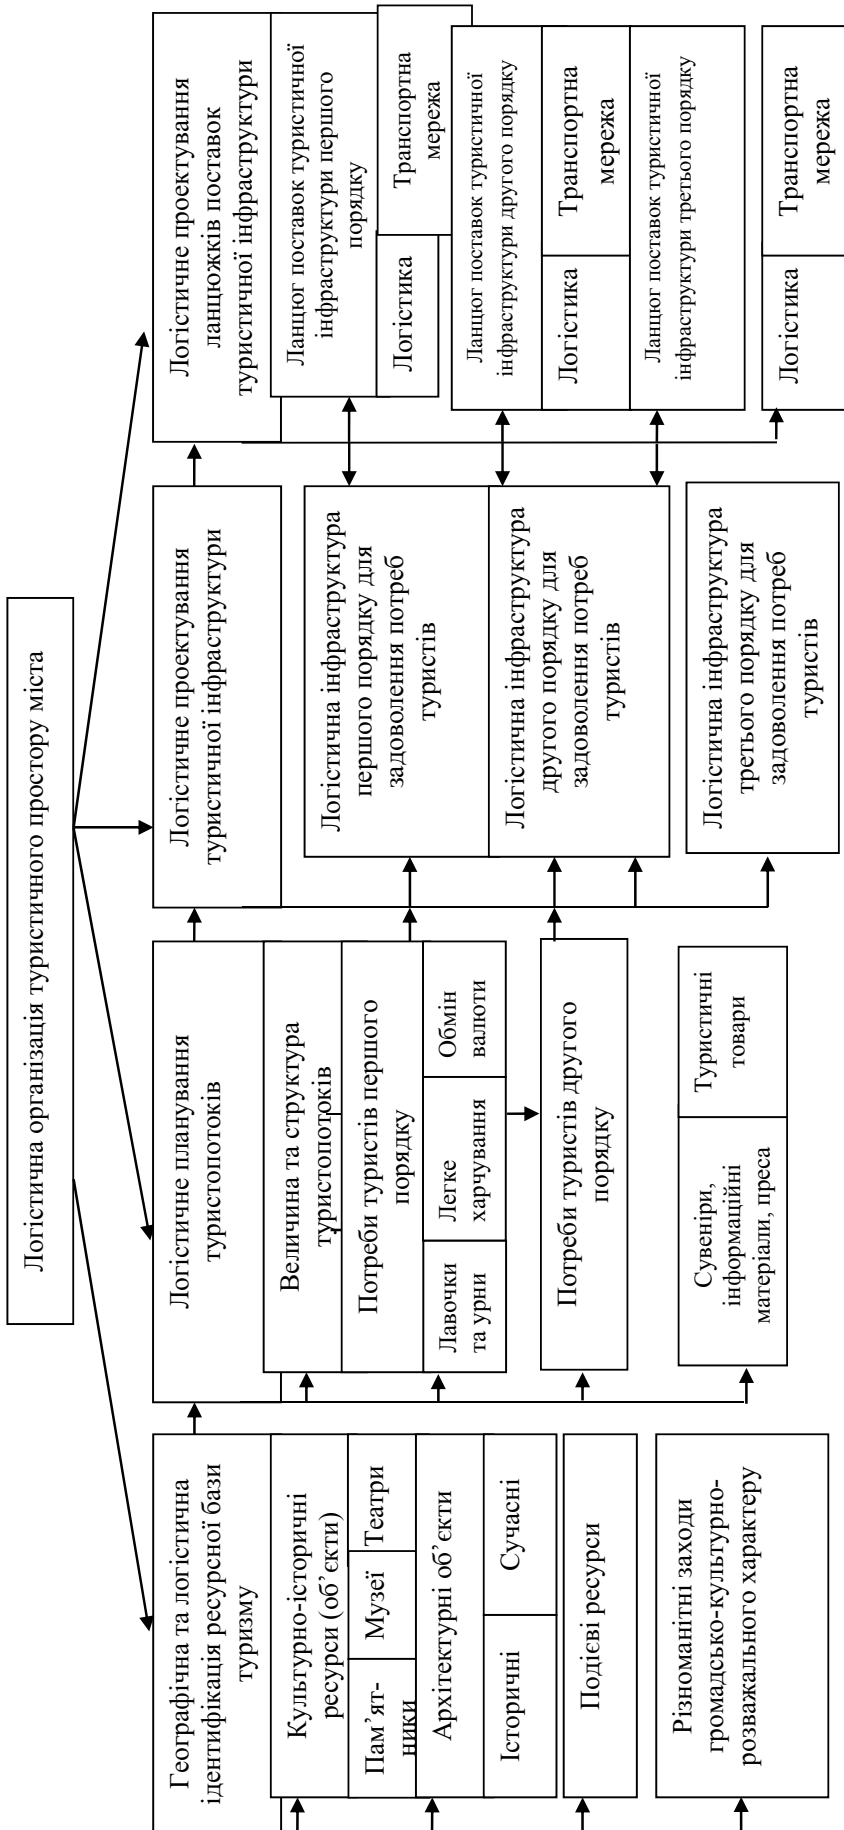 Логістична організація туристичного простору міста
Географічна та логістична
ідентифікація ресурсної бази
туризму
Культурно-історичні
ресурси (об’єкти)
Пам’ят-
ники
Музеї
Театри
Архітектурні об’єкти
Історичні
Сучасні
Подієві ресурси
Різноманітні заходи
громадсько-культурно-
розважального характеру
Логістичне планування
туристопотоків
Величина та структура
туристопотоків
Потреби туристів першого
порядку
Лавочки
та урни
Легке
харчування
Обмін
валюти
Потреби туристів другого
порядку
Сувеніри,
інформаційні
матеріали, преса
Туристичні
товари
Логістичне проектування
туристичної інфраструктури
Логістична інфраструктура
першого порядку для
задоволення потреб
туристів
Логістична інфраструктура
другого порядку для
задоволення потреб
туристів
Логістична інфраструктура
третього порядку для
задоволення потреб
туристів
Логістичне проектування
ланцюжків поставок
туристичної інфраструктури
Ланцюг поставок туристичної
інфраструктури першого
порядку
Логістика
Транспортна
мережа
Ланцюг поставок туристичної
інфраструктури другого порядку
Логістика
Транспортна
мережа
Ланцюг поставок туристичної
інфраструктури третього порядку
Логістика
Транспортна
мережа